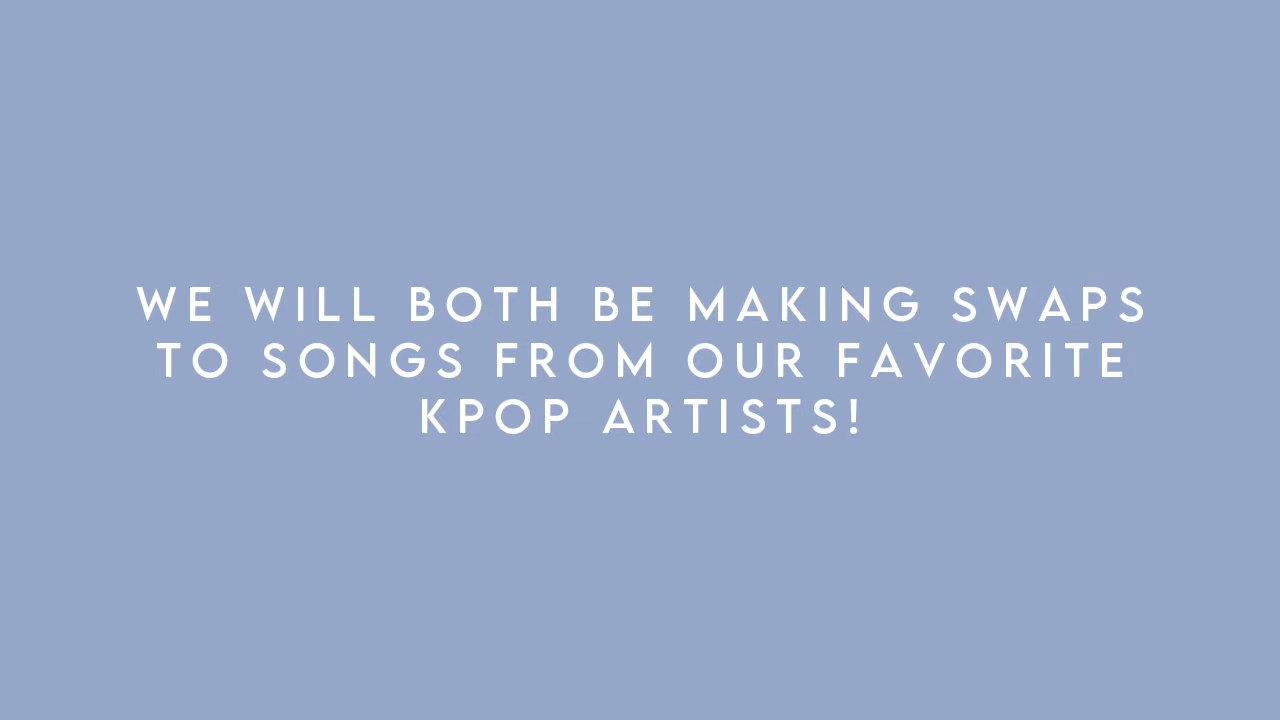 WE WILL BOTH BE MAKING SWAPS
TO SONGS FROM OUR FAVORITE
KPOP ARTISTS!